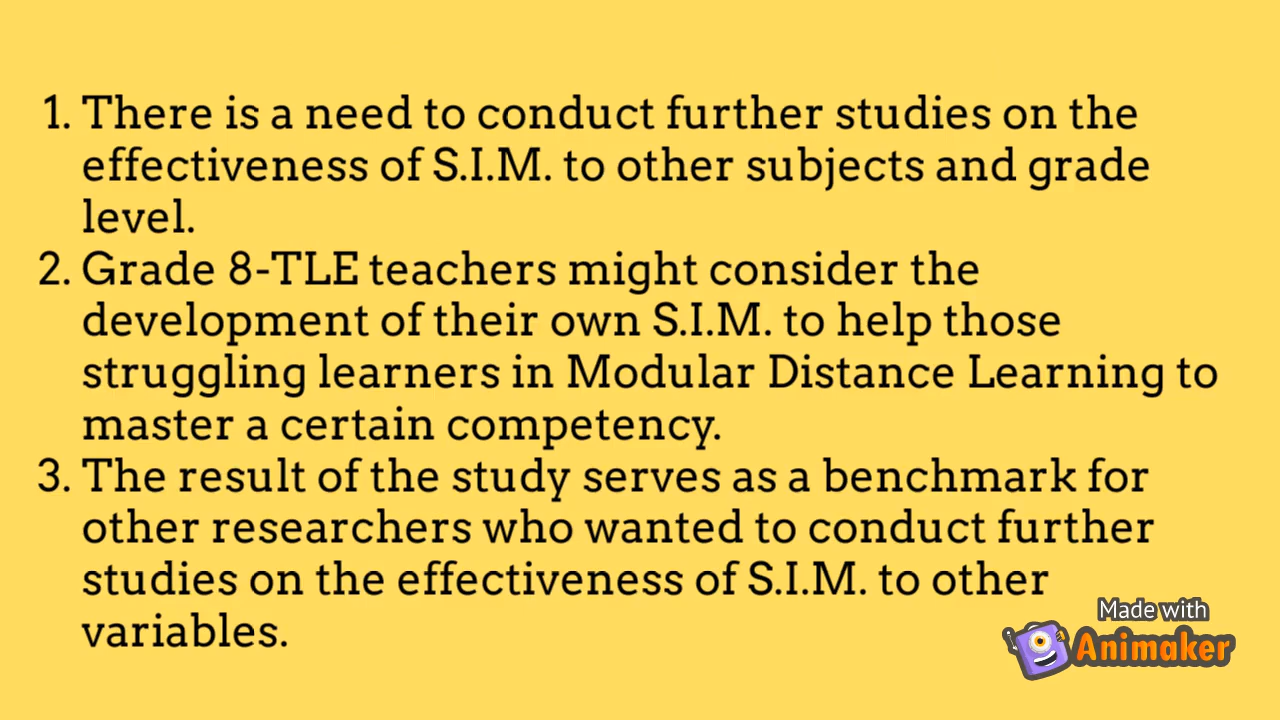 1. There is a need to conduct further studies on the
effectiveness of S.I.M. to other subjects and grade
level.
2. Grade 8-TLE teachers might consider the
development of their own S.I.M. to help those
struggling learners in Modular Distance Learning to
master a certain competency.
3. The result of the study serves as a benchmark for
other researchers who wanted to conduct further
studies on the effectiveness of S.I.M. to other
variables.
Made with
Animaker